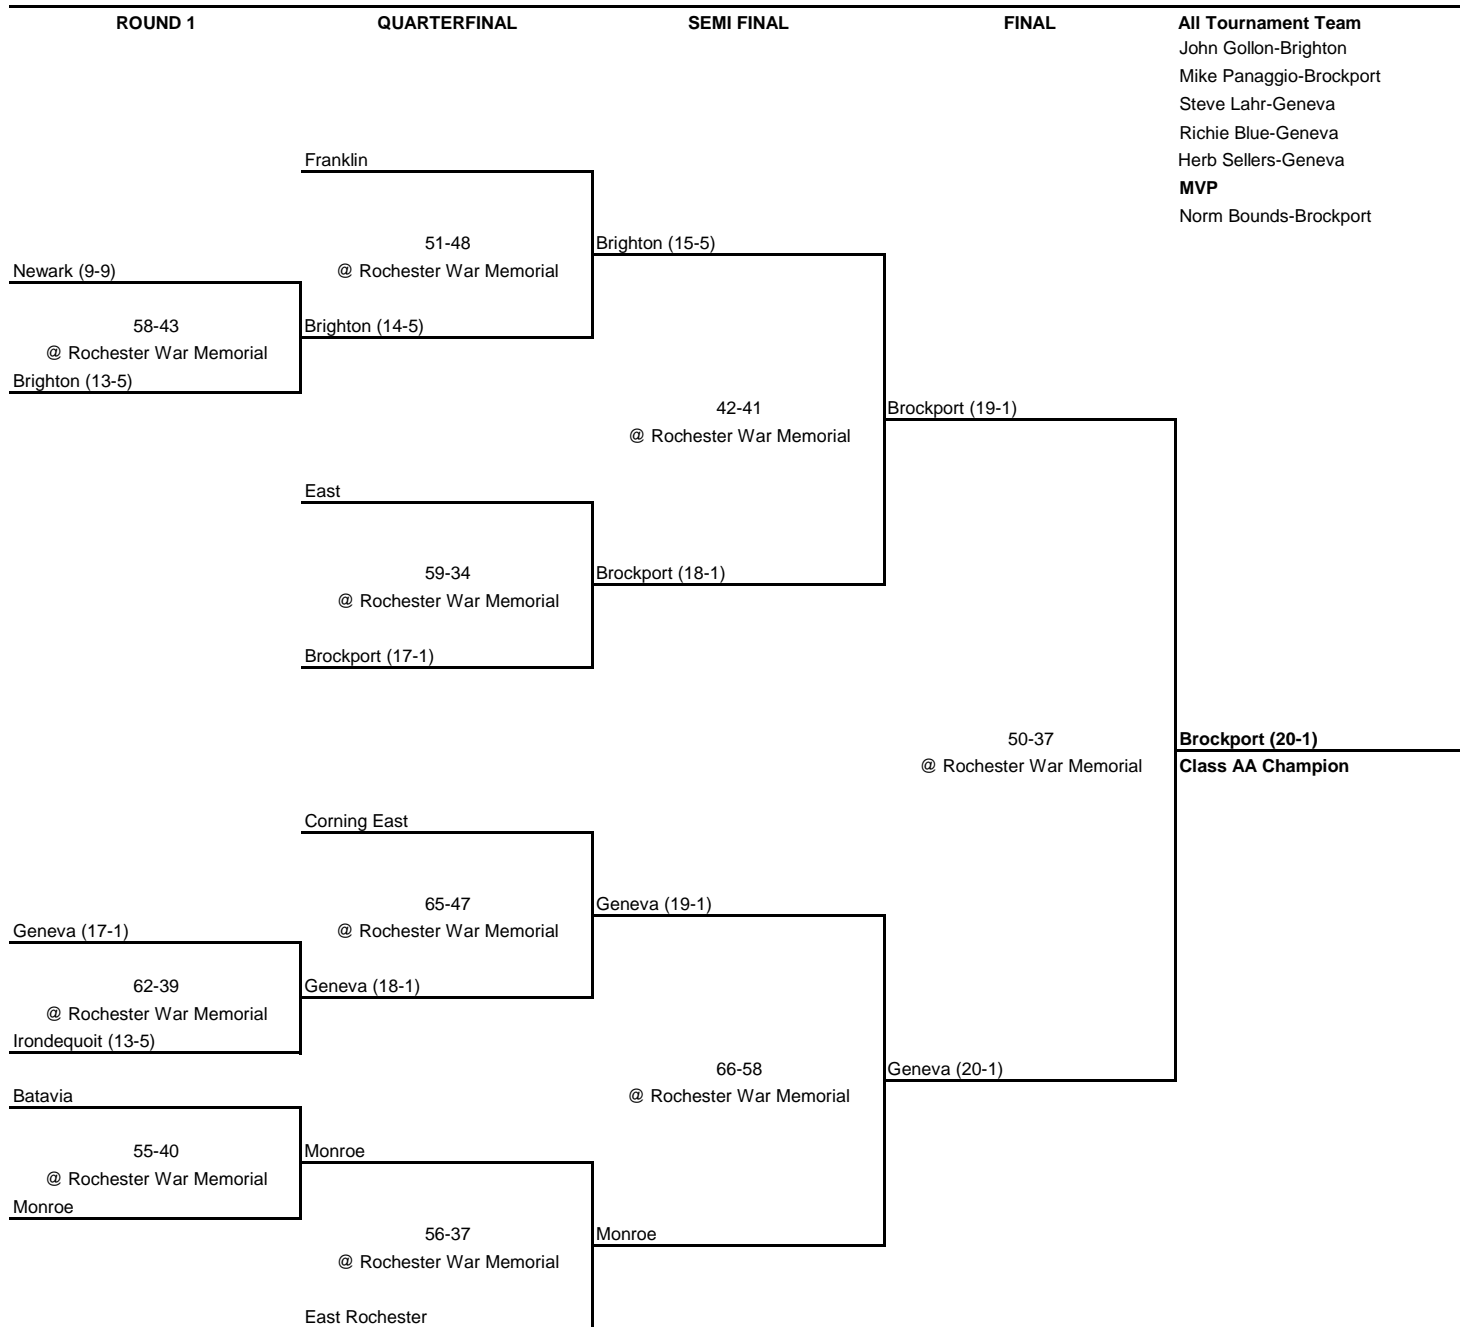 ROUND 1 QUARTERFINAL SEMI FINAL FINAL All Tournament Team
John Gollon-Brighton
Mike Panaggio-Brockport
Steve Lahr-Geneva
Richie Blue-Geneva
Franklin Herb Sellers-Geneva
MVP
Norm Bounds-Brockport
51-48 Brighton (15-5)
Newark (9-9) @ Rochester War Memorial
58-43 Brighton (14-5)
@ Rochester War Memorial
Brighton (13-5)
42-41 Brockport (19-1)
@ Rochester War Memorial
East
59-34 Brockport (18-1)
@ Rochester War Memorial
Brockport (17-1)
50-37 Brockport (20-1)
@ Rochester War Memorial Class AA Champion
Corning East
65-47 Geneva (19-1)
Geneva (17-1) @ Rochester War Memorial
62-39 Geneva (18-1)
@ Rochester War Memorial
Irondequoit (13-5)
66-58 Geneva (20-1)
Batavia @ Rochester War Memorial
55-40 Monroe
@ Rochester War Memorial
Monroe
56-37 Monroe
@ Rochester War Memorial
East Rochester